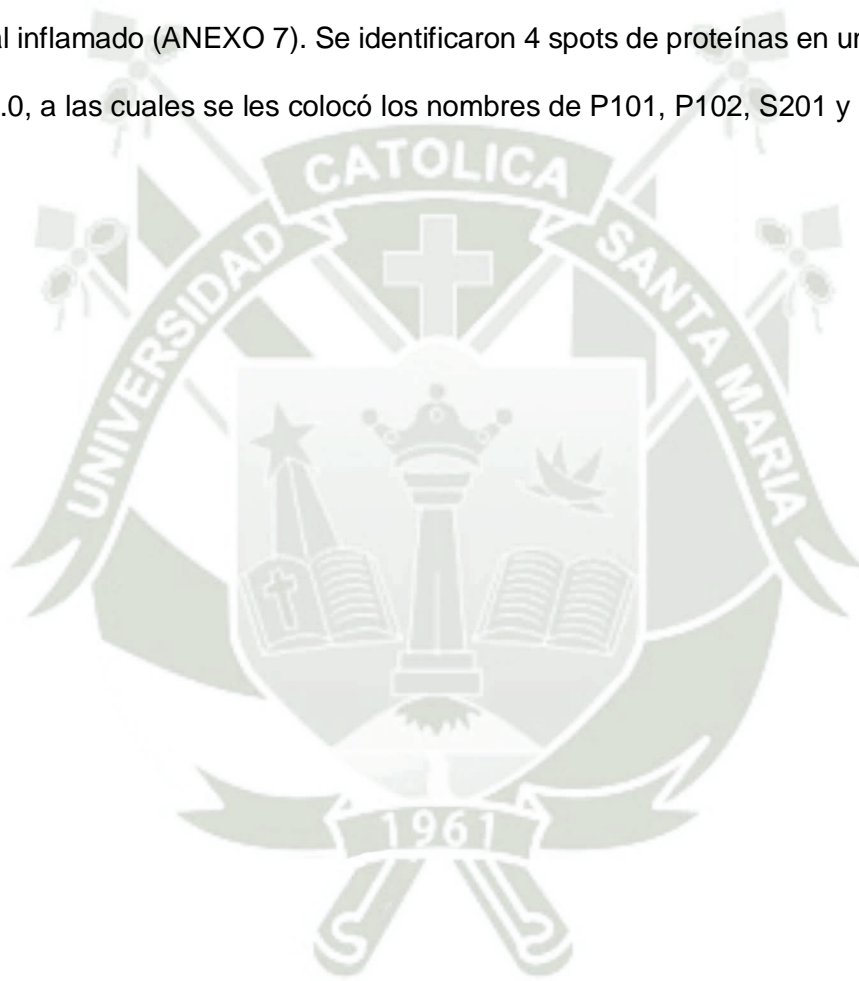 al inflamado (ANEXO 7). Se identificaron 4 spots de proteínas en un
.0, a las cuales se les colocó los nombres de P101, P102, S201 y
UNIVERSIDAD CATOLICA SANTA MARIA
1961